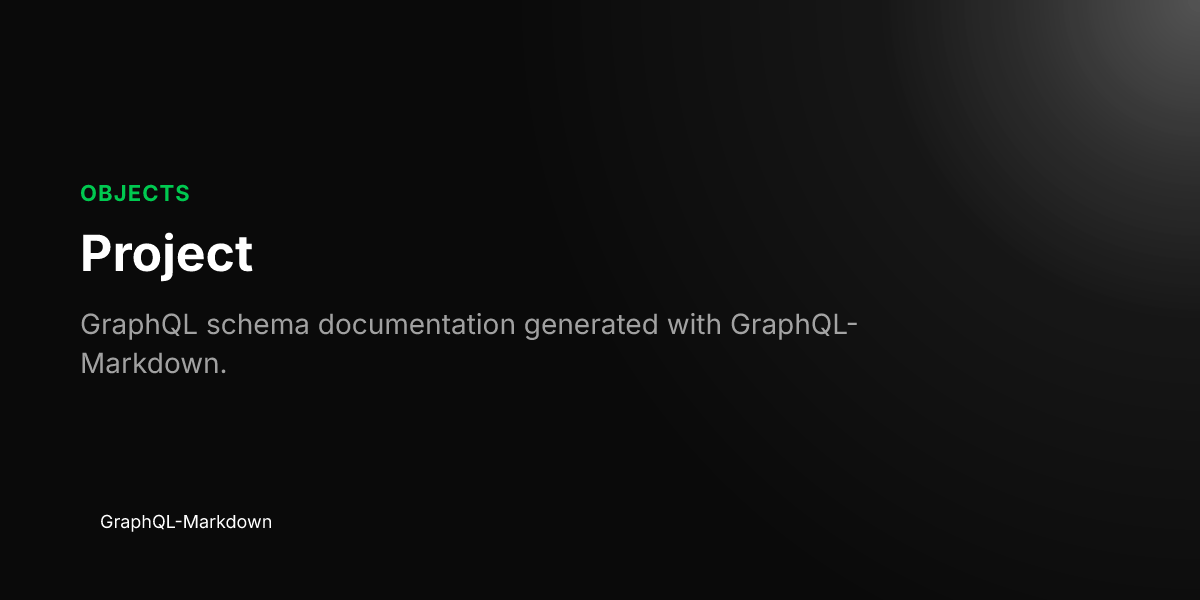 OBJECTS
Project
GraphQL schema documentation generated with GraphQL-
Markdown.
GraphQL-Markdown